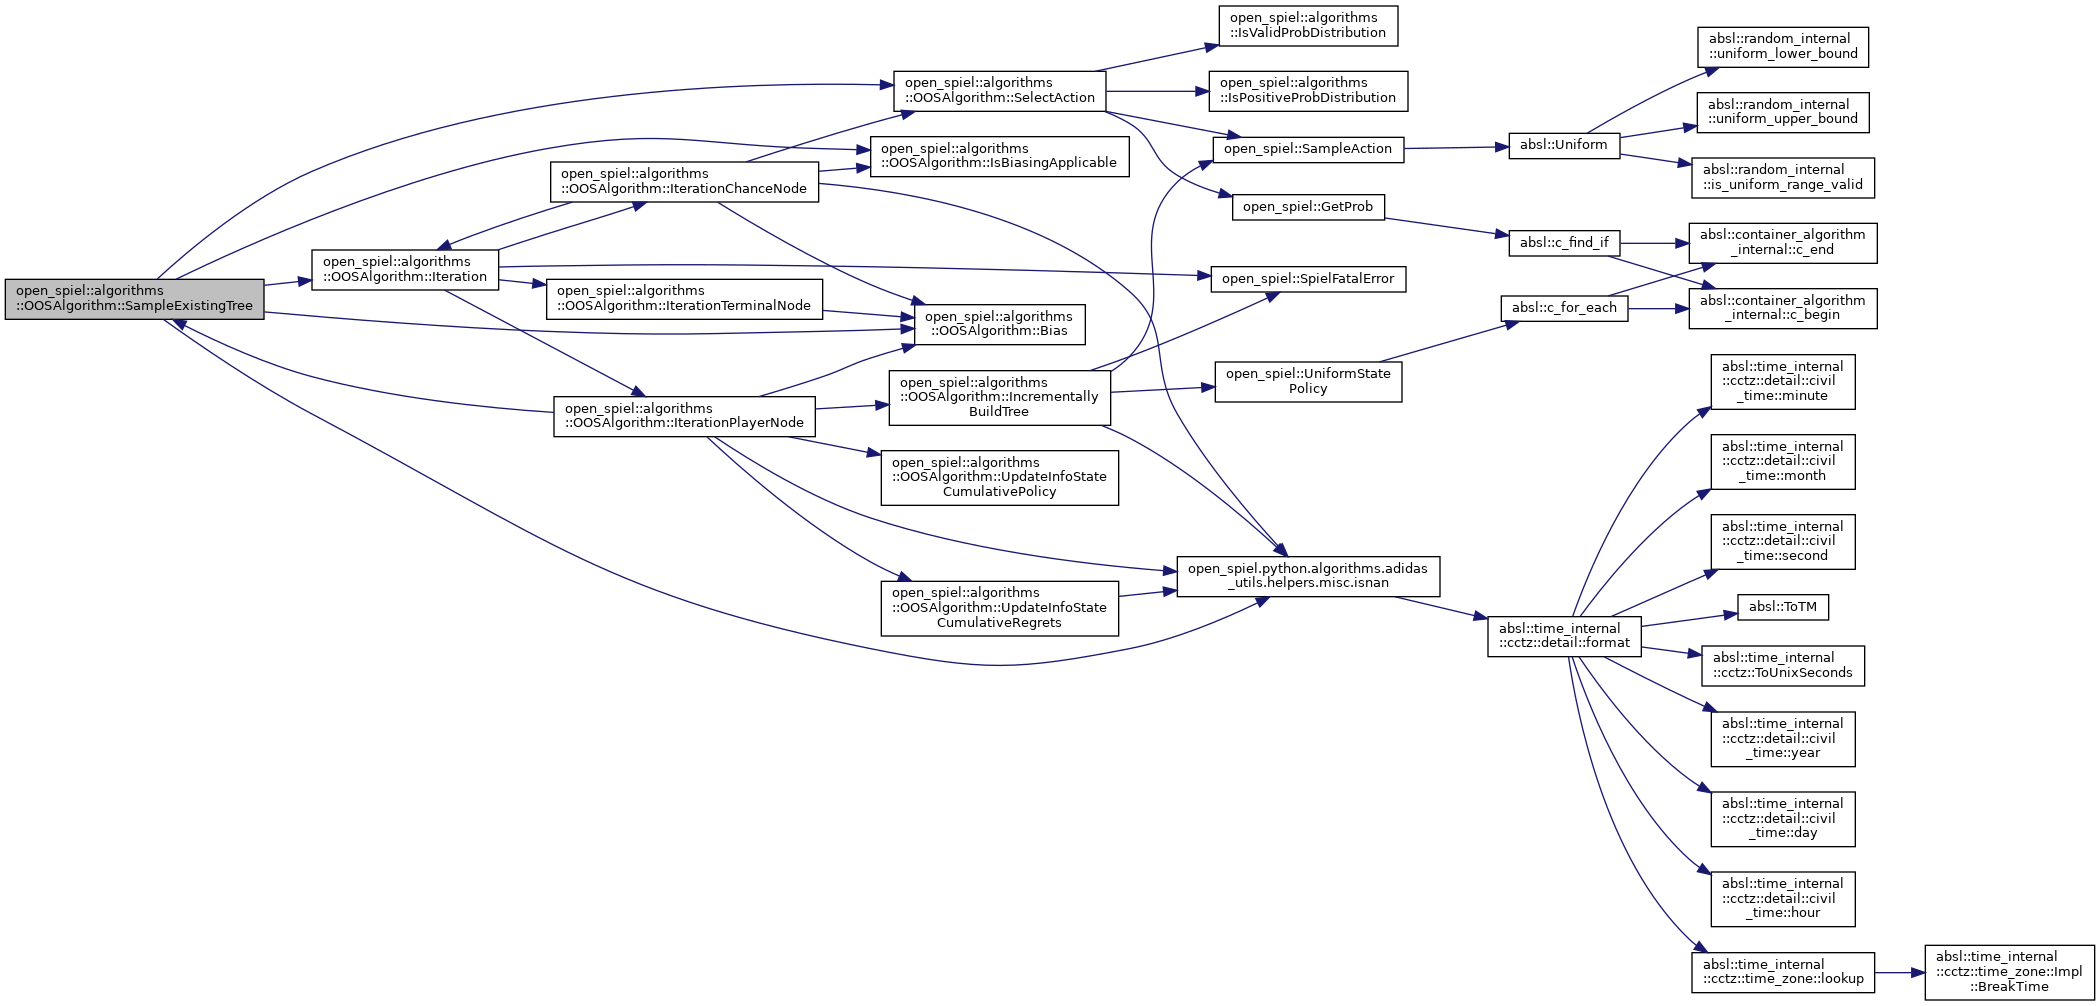 open_spiel::algorithms
::OOSAlgorithm::SampleExistingTree
open_spiel::algorithms
::OOSAlgorithm::Iteration
open_spiel::algorithms
::OOSAlgorithm::IterationChanceNode
open_spiel::algorithms
::OOSAlgorithm::IterationTerminalNode
open_spiel::algorithms
::OOSAlgorithm::IterationPlayerNode
open_spiel::algorithms
::OOSAlgorithm::SelectAction
open_spiel::algorithms
::OOSAlgorithm::IsBiasingApplicable
open_spiel::algorithms
::OOSAlgorithm::Bias
open_spiel::algorithms
::OOSAlgorithm::Incrementally
BuildTree
open_spiel::algorithms
::OOSAlgorithm::UpdateInfoState
CumulativePolicy
open_spiel::algorithms
::OOSAlgorithm::UpdateInfoState
CumulativeRegrets
open_spiel::algorithms
::IsValidProbDistribution
open_spiel::algorithms
::IsPositiveProbDistribution
open_spiel::SampleAction
open_spiel::GetProb
open_spiel::SpielFatalError
open_spiel::UniformState
Policy
open_spiel.python.algorithms.adidas
_utils.helpers.misc.isnan
absl::Uniform
absl::c_find_if
absl::c_for_each
absl::time_internal
::cctz::detail::format
absl::random_internal
::uniform_lower_bound
absl::random_internal
::uniform_upper_bound
absl::random_internal
::is_uniform_range_valid
absl::container_algorithm
_internal::c_end
absl::container_algorithm
_internal::c_begin
absl::time_internal
::cctz::detail::civil
_time::minute
absl::time_internal
::cctz::detail::civil
_time::month
absl::time_internal
::cctz::detail::civil
_time::second
absl::ToTM
absl::time_internal
::cctz::ToUnixSeconds
absl::time_internal
::cctz::detail::civil
_time::year
absl::time_internal
::cctz::detail::civil
_time::day
absl::time_internal
::cctz::detail::civil
_time::hour
absl::time_internal
::cctz::time_zone::lookup
absl::time_internal
::cctz::time_zone::Impl
::BreakTime